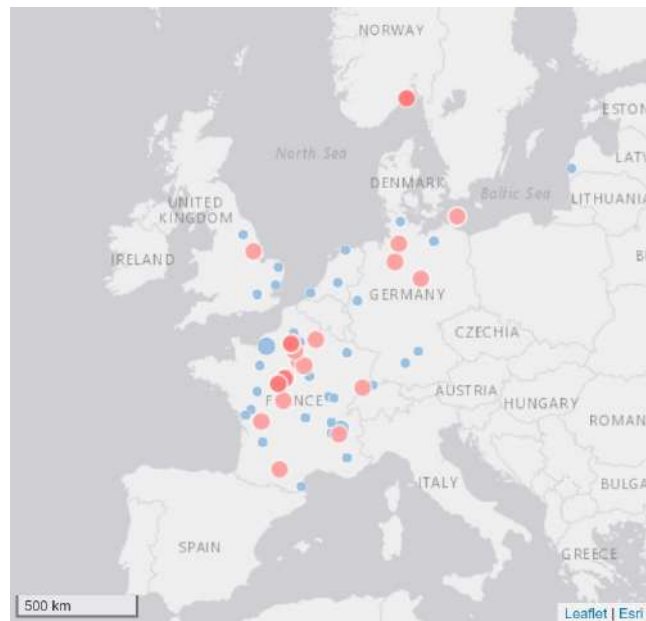 NORWAY
ESTON
North Sea
LATV
DENMARK
Baltic Sea
LITHUANIA
UNITED
KINGDOM
IRELAND
B
GERMANY
CZECHIA
FRANCE
AUSTRIA
HUNGARY
ROMAN
ITALY
BULGA
SPAIN
GREECE
500 km
Leaflet | Esri